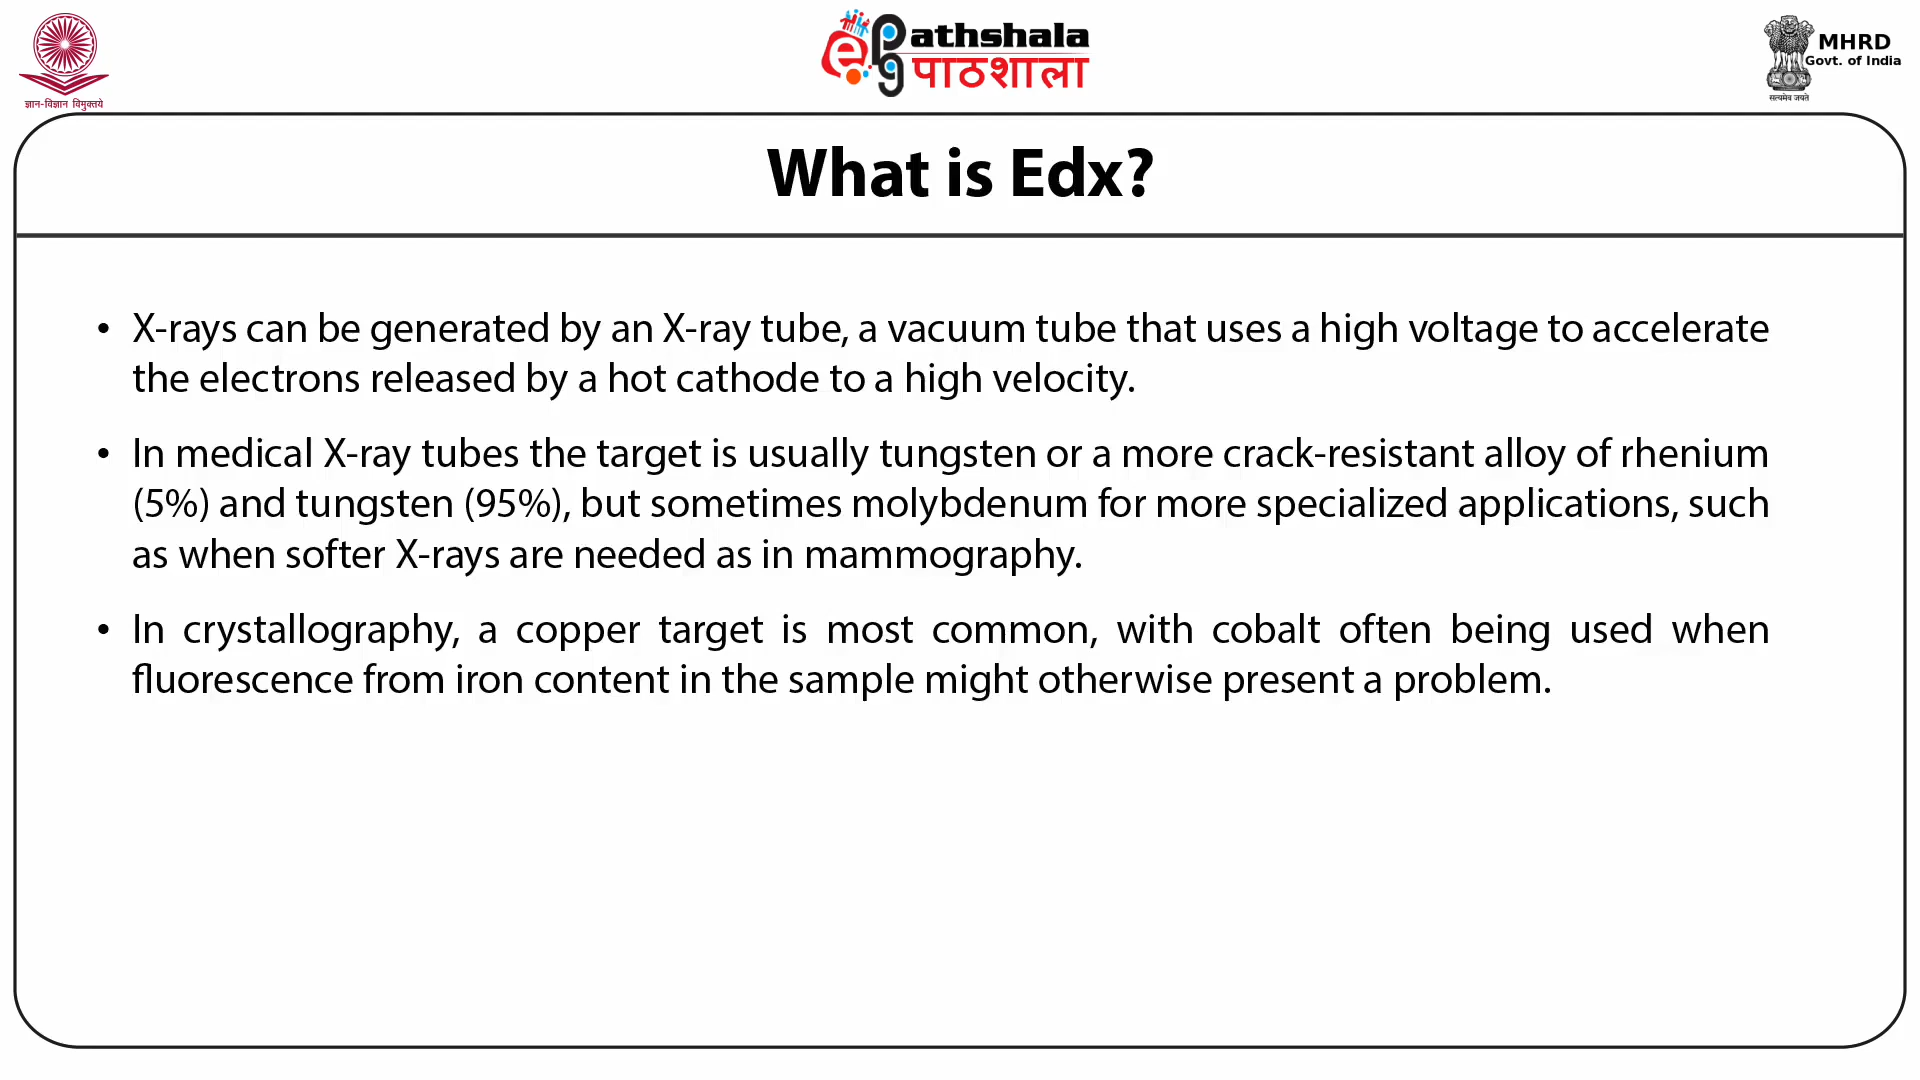 ज्ञान-विज्ञान विमुक्तये
ePg athshala
पाठशाला
MHRD
Govt. of India
सत्यमेव जयते
What is Edx?
• X-rays can be generated by an X-ray tube, a vacuum tube that uses a high voltage to accelerate
the electrons released by a hot cathode to a high velocity.
• In medical X-ray tubes the target is usually tungsten or a more crack-resistant alloy of rhenium
(5%) and tungsten (95%), but sometimes molybdenum for more specialized applications, such
as when softer X-rays are needed as in mammography.
• In crystallography, a copper target is most common, with cobalt often being used when
fluorescence from iron content in the sample might otherwise present a problem.